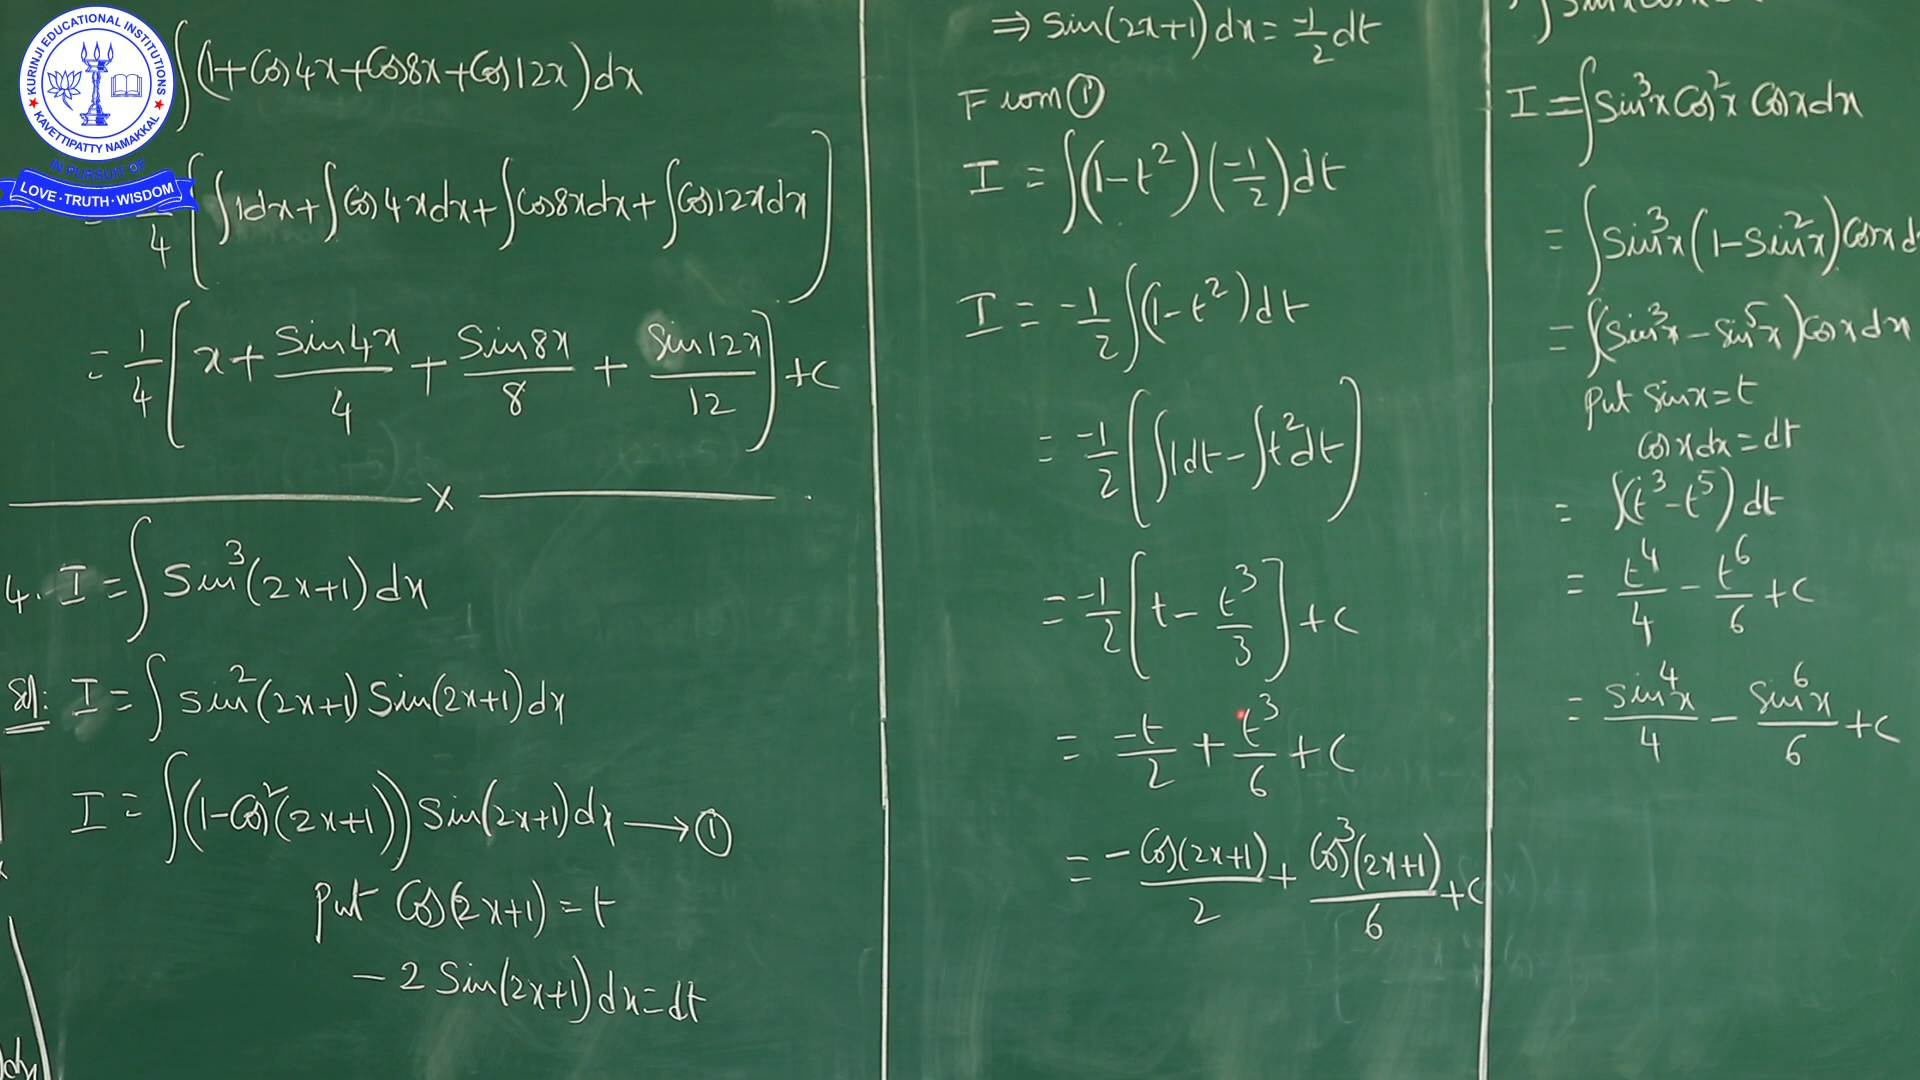 KURINJI EDUCATIONAL INSTITUTIONS
KAVETTIPATTY NAMAKKAL
IN PURSUIT OF
LOVE · TRUTH · WISDOM
∫(1+Cos4x+Cos8x+Cos12x)dx
= 1/4 [∫1dx+∫Cos4xdx+∫Cos8xdx+∫Cos12xdx]
= 1/4 [x + Sin4x/4 + Sin8x/8 + Sin12x/12] + c
x
4. I = ∫Sin³(2x+1)dx
Sol: I = ∫sin²(2x+1) Sin(2x+1)dx
I = ∫(1-Cos²(2x+1)) Sin(2x+1)dx → ①
put Cos(2x+1) = t
-2 Sin(2x+1)dx = dt
dx
⇒ Sin(2x+1)dx = -1/2 dt
From ①
I = ∫(1-t²)(-1/2)dt
I = -1/2 ∫(1-t²)dt
= -1/2 (∫1dt - ∫t²dt)
= -1/2 [t - t³/3] + c
= -t/2 + t³/6 + c
= - Cos(2x+1)/2 + Cos³(2x+1)/6 + c
I = ∫Sin³x Cos²x Cosx dx
= ∫Sin³x(1-Sin²x)Cosx d
= ∫(Sin³x - Sin⁵x)Cosx dx
put Sinx = t
Cosxdx = dt
= ∫(t³-t⁵)dt
= t⁴/4 - t⁶/6 + c
= Sin⁴x/4 - Sin⁶x/6 + c